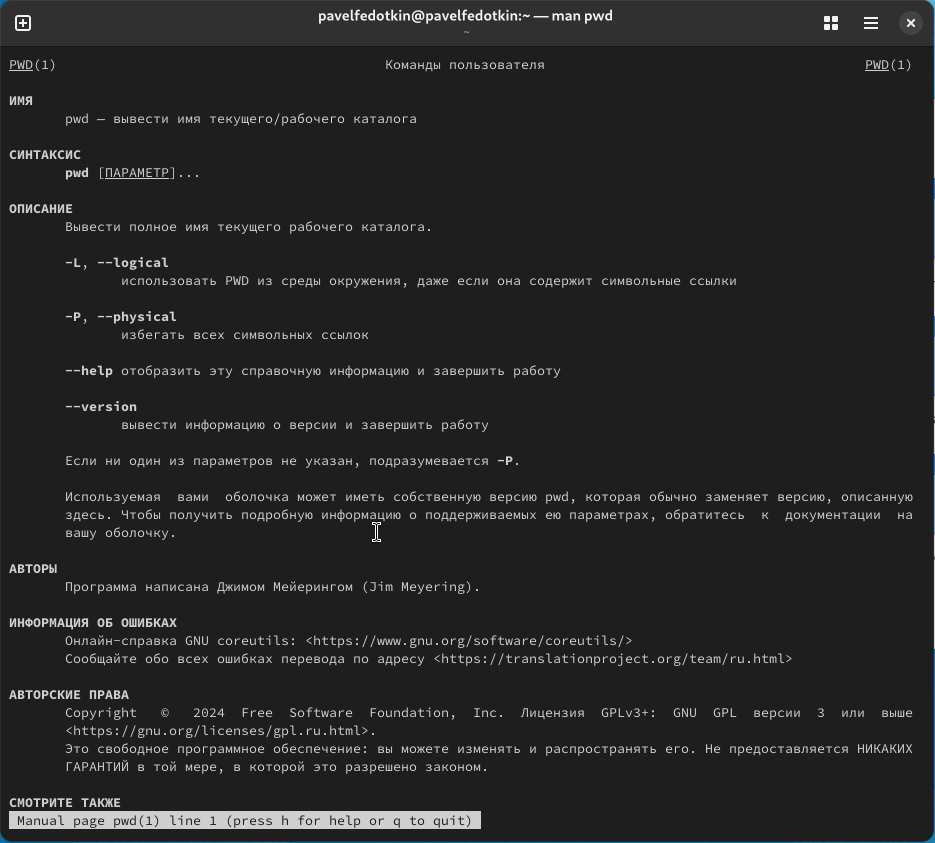 pavelfedotkin@pavelfedotkin:~ — man pwd
~
PWD(1) Команды пользователя PWD(1)
ИМЯ
pwd — вывести имя текущего/рабочего каталога
СИНТАКСИС
pwd [ПАРАМЕТР]...
ОПИСАНИЕ
Вывести полное имя текущего рабочего каталога.
-L, --logical
использовать PWD из среды окружения, даже если она содержит символьные ссылки
-P, --physical
избегать всех символьных ссылок
--help отобразить эту справочную информацию и завершить работу
--version
вывести информацию о версии и завершить работу
Если ни один из параметров не указан, подразумевается -P.
Используемая вами оболочка может иметь собственную версию pwd, которая обычно заменяет версию, описанную
здесь. Чтобы получить подробную информацию о поддерживаемых ею параметрах, обратитесь к документации на
вашу оболочку.
АВТОРЫ
Программа написана Джимом Мейерингом (Jim Meyering).
ИНФОРМАЦИЯ ОБ ОШИБКАХ
Онлайн-справка GNU coreutils: <https://www.gnu.org/software/coreutils/>
Сообщайте обо всех ошибках перевода по адресу <https://translationproject.org/team/ru.html>
АВТОРСКИЕ ПРАВА
Copyright © 2024 Free Software Foundation, Inc. Лицензия GPLv3+: GNU GPL версии 3 или выше
<https://gnu.org/licenses/gpl.ru.html>.
Это свободное программное обеспечение: вы можете изменять и распространять его. Не предоставляется НИКАКИХ
ГАРАНТИЙ в той мере, в которой это разрешено законом.
СМОТРИТЕ ТАКЖЕ
Manual page pwd(1) line 1 (press h for help or q to quit)